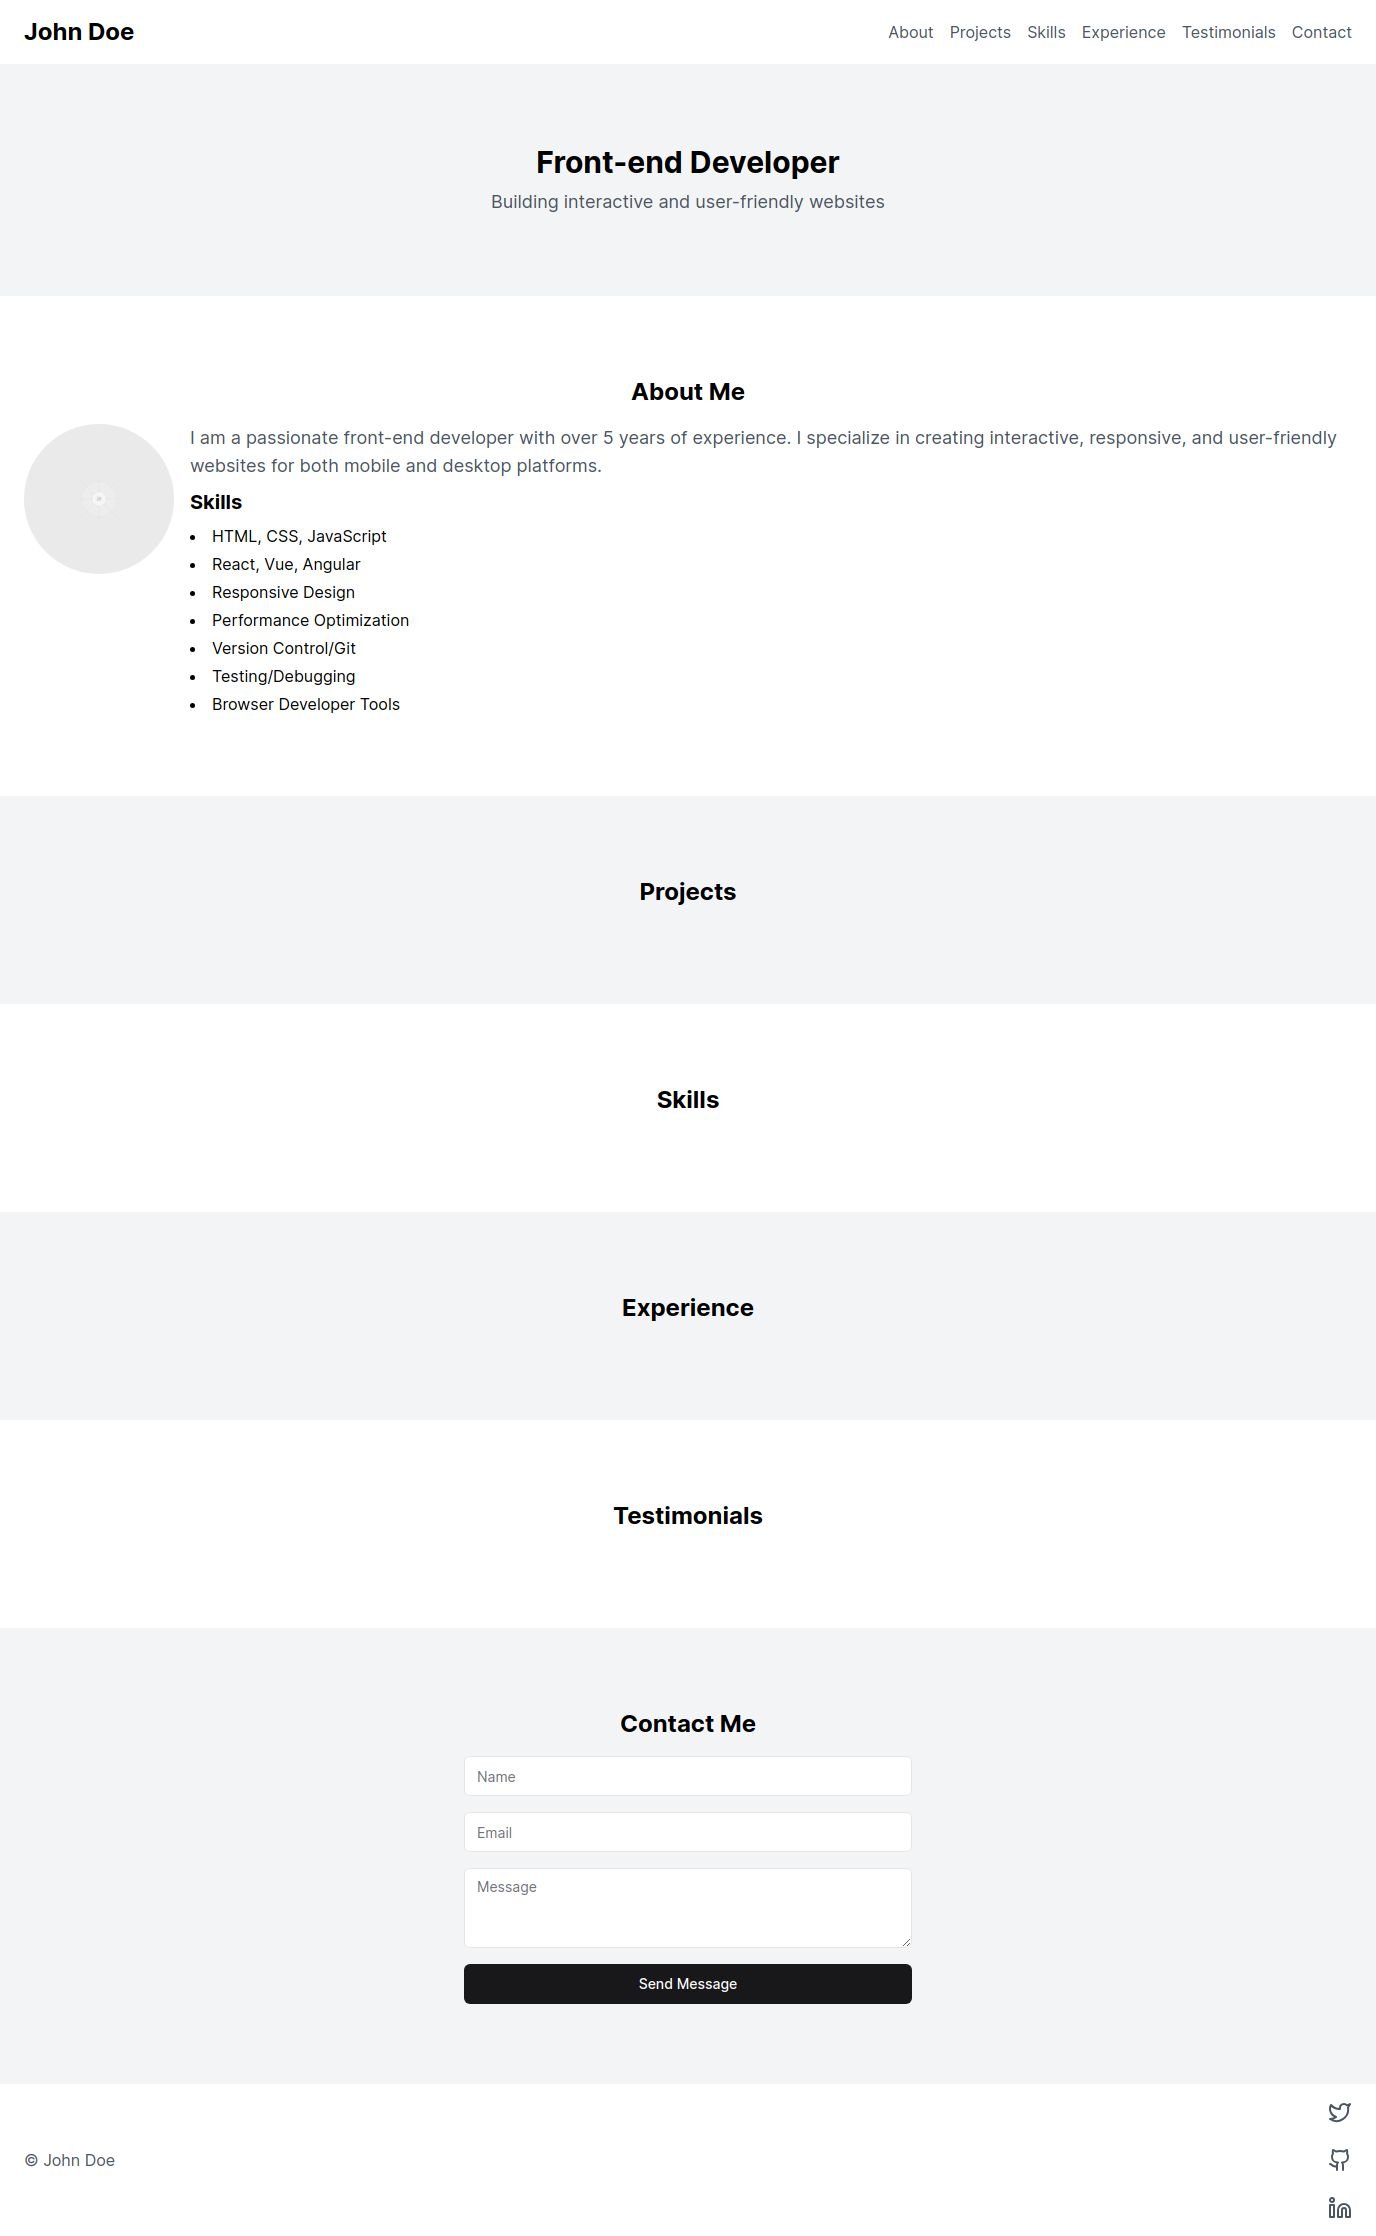 John Doe
About Projects Skills Experience Testimonials Contact
Front-end Developer
Building interactive and user-friendly websites
About Me
I am a passionate front-end developer with over 5 years of experience. I specialize in creating interactive, responsive, and user-friendly
websites for both mobile and desktop platforms.
Skills
• HTML, CSS, JavaScript
• React, Vue, Angular
• Responsive Design
• Performance Optimization
• Version Control/Git
• Testing/Debugging
• Browser Developer Tools
Projects
Skills
Experience
Testimonials
Contact Me
Name
Email
Message
Send Message
© John Doe